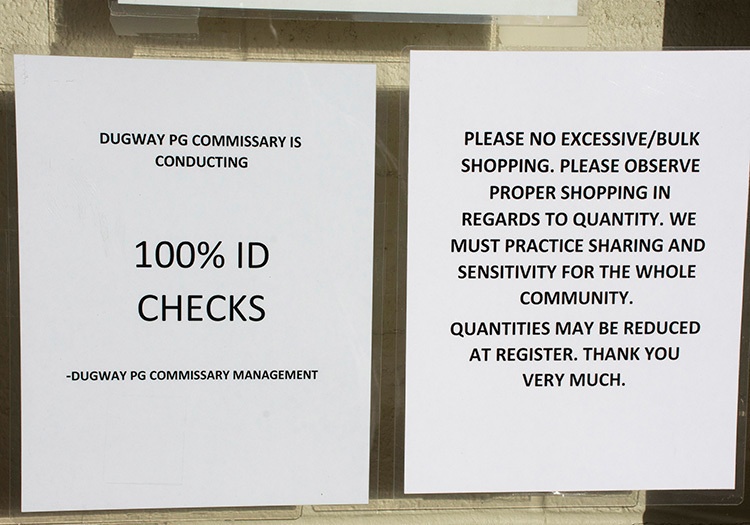 DUGWAY PG COMMISSARY IS
CONDUCTING
100% ID
CHECKS
-DUGWAY PG COMMISSARY MANAGEMENT
PLEASE NO EXCESSIVE/BULK
SHOPPING. PLEASE OBSERVE
PROPER SHOPPING IN
REGARDS TO QUANTITY. WE
MUST PRACTICE SHARING AND
SENSITIVITY FOR THE WHOLE
COMMUNITY.
QUANTITIES MAY BE REDUCED
AT REGISTER. THANK YOU
VERY MUCH.